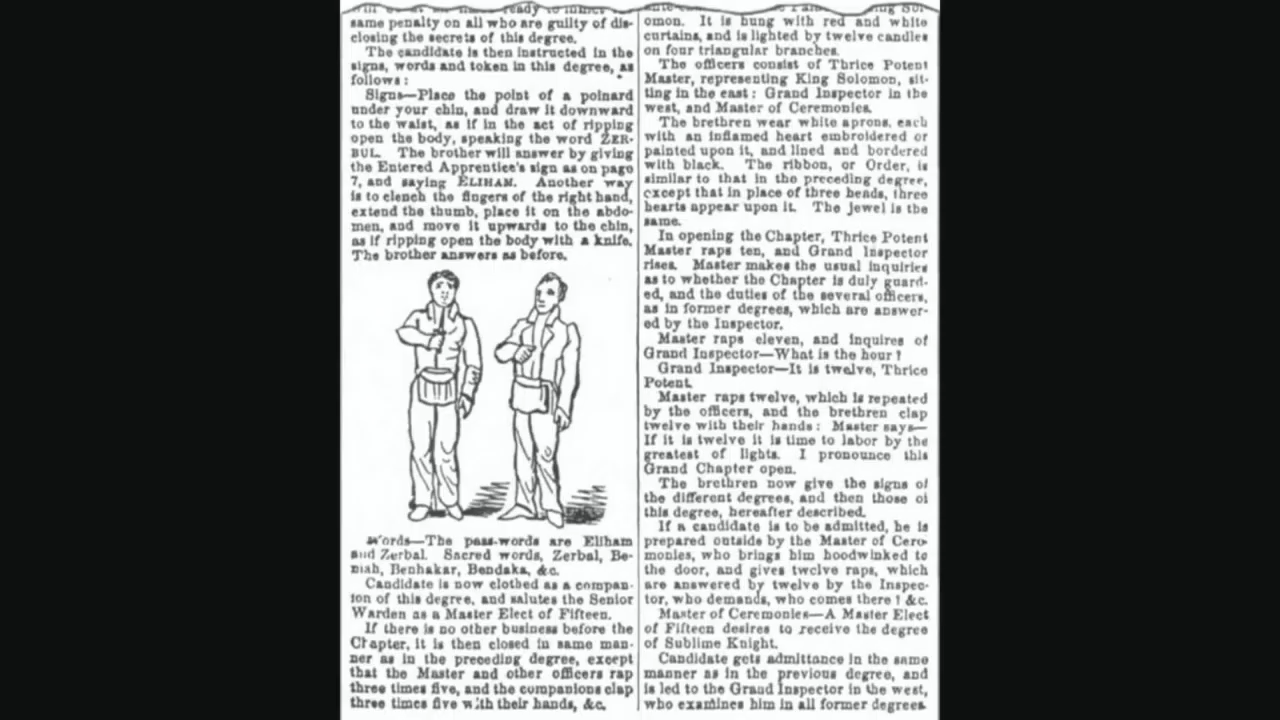 same penalty on all who are guilty of dis-
closing the secrets of this degree.
The candidate is then instructed in the
signs, words and token in this degree, as
follows:
Signs—Place the point of a poinard
under your chin, and draw it downward
to the waist, as if in the act of ripping
open the body, speaking the word ZER-
BUL. The brother will answer by giving
the Entered Apprentice's sign as on page
7, and saying ELIHAM. Another way
is to clench the fingers of the right hand,
extend the thumb, place it on the abdo-
men, and move it upwards to the chin,
as if ripping open the body with a knife.
The brother answers as before.
Words—The pass-words are Eliham
and Zerbal. Sacred words, Zerbal, Be-
niah, Benhakar, Bendaka, &c.
Candidate is now clothed as a compan-
ion of this degree, and salutes the Senior
Warden as a Master Elect of Fifteen.
If there is no other business before the
Chapter, it is then closed in same man-
ner as in the preceding degree, except
that the Master and other officers rap
three times five, and the companions clap
three times five with their hands, &c.
omon. It is hung with red and white
curtains, and is lighted by twelve candles
on four triangular branches.
The officers consist of Thrice Potent
Master, representing King Solomon, sit-
ting in the east: Grand Inspector in the
west, and Master of Ceremonies.
The brethren wear white aprons, each
with an inflamed heart embroidered or
painted upon it, and lined and bordered
with black. The ribbon, or Order, is
similar to that in the preceding degree,
except that in place of three heads, three
hearts appear upon it. The jewel is the
same.
In opening the Chapter, Thrice Potent
Master raps ten, and Grand Inspector
rises. Master makes the usual inquiries
as to whether the Chapter is duly guard-
ed, and the duties of the several officers,
as in former degrees, which are answer-
ed by the Inspector.
Master raps eleven, and inquires of
Grand Inspector—What is the hour?
Grand Inspector—It is twelve, Thrice
Potent.
Master raps twelve, which is repeated
by the officers, and the brethren clap
twelve with their hands: Master says—
If it is twelve it is time to labor by the
greatest of lights. I pronounce this
Grand Chapter open.
The brethren now give the signs of
the different degrees, and then those of
this degree, hereafter described.
If a candidate is to be admitted, he is
prepared outside by the Master of Cere-
monies, who brings him hoodwinked to
the door, and gives twelve raps, which
are answered by twelve by the Inspec-
tor, who demands, who comes there? &c.
Master of Ceremonies—A Master Elect
of Fifteen desires to receive the degree
of Sublime Knight.
Candidate gets admittance in the same
manner as in the previous degree, and
is led to the Grand Inspector in the west,
who examines him in all former degrees.